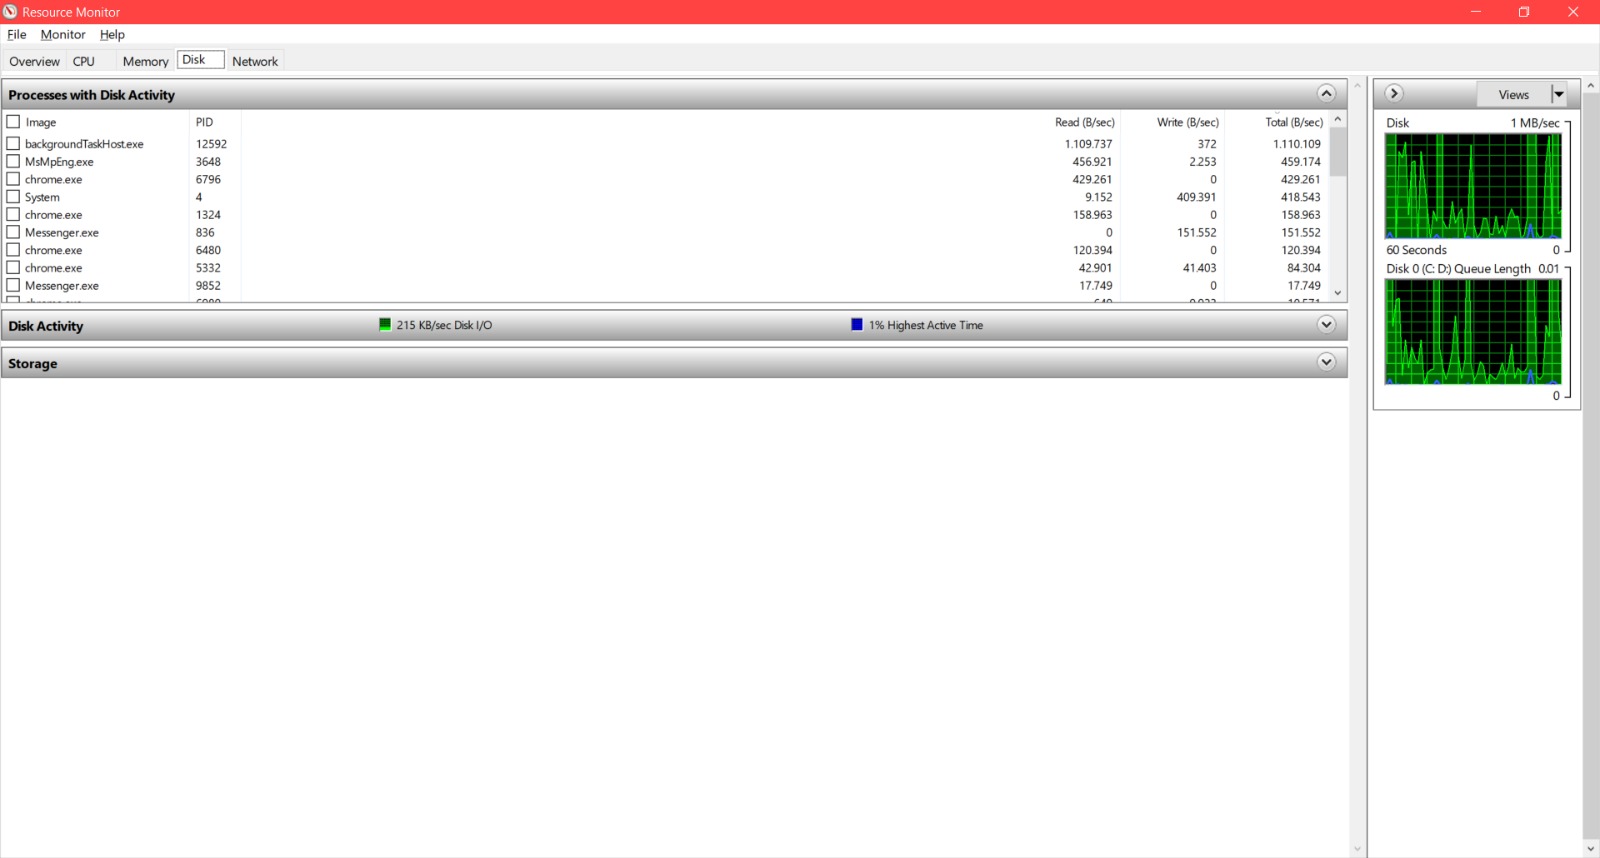 Resource Monitor
File Monitor Help
Overview CPU Memory Disk Network
Processes with Disk Activity
Image PID Read (B/sec) Write (B/sec) Total (B/sec)
backgroundTaskHost.exe 12592 1.109.737 372 1.110.109
MsMpEng.exe 3648 456.921 2.253 459.174
chrome.exe 6796 429.261 0 429.261
System 4 9.152 409.391 418.543
chrome.exe 1324 158.963 0 158.963
Messenger.exe 836 0 151.552 151.552
chrome.exe 6480 120.394 0 120.394
chrome.exe 5332 42.901 41.403 84.304
Messenger.exe 9852 17.749 0 17.749
Disk Activity 215 KB/sec Disk I/O 1% Highest Active Time
Storage
Views
Disk 1 MB/sec
60 Seconds 0
Disk 0 (C: D:) Queue Length 0.01
0